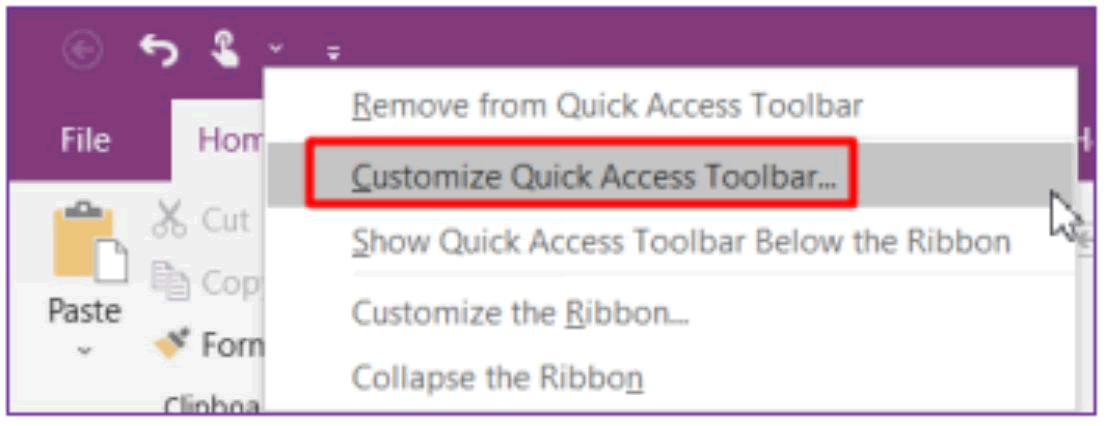 Remove from Quick Access Toolbar
File Hom
Customize Quick Access Toolbar...
Cut
Show Quick Access Toolbar Below the Ribbon
Cop
Paste
Customize the Ribbon...
Forn
Collapse the Ribbon
Clipboa